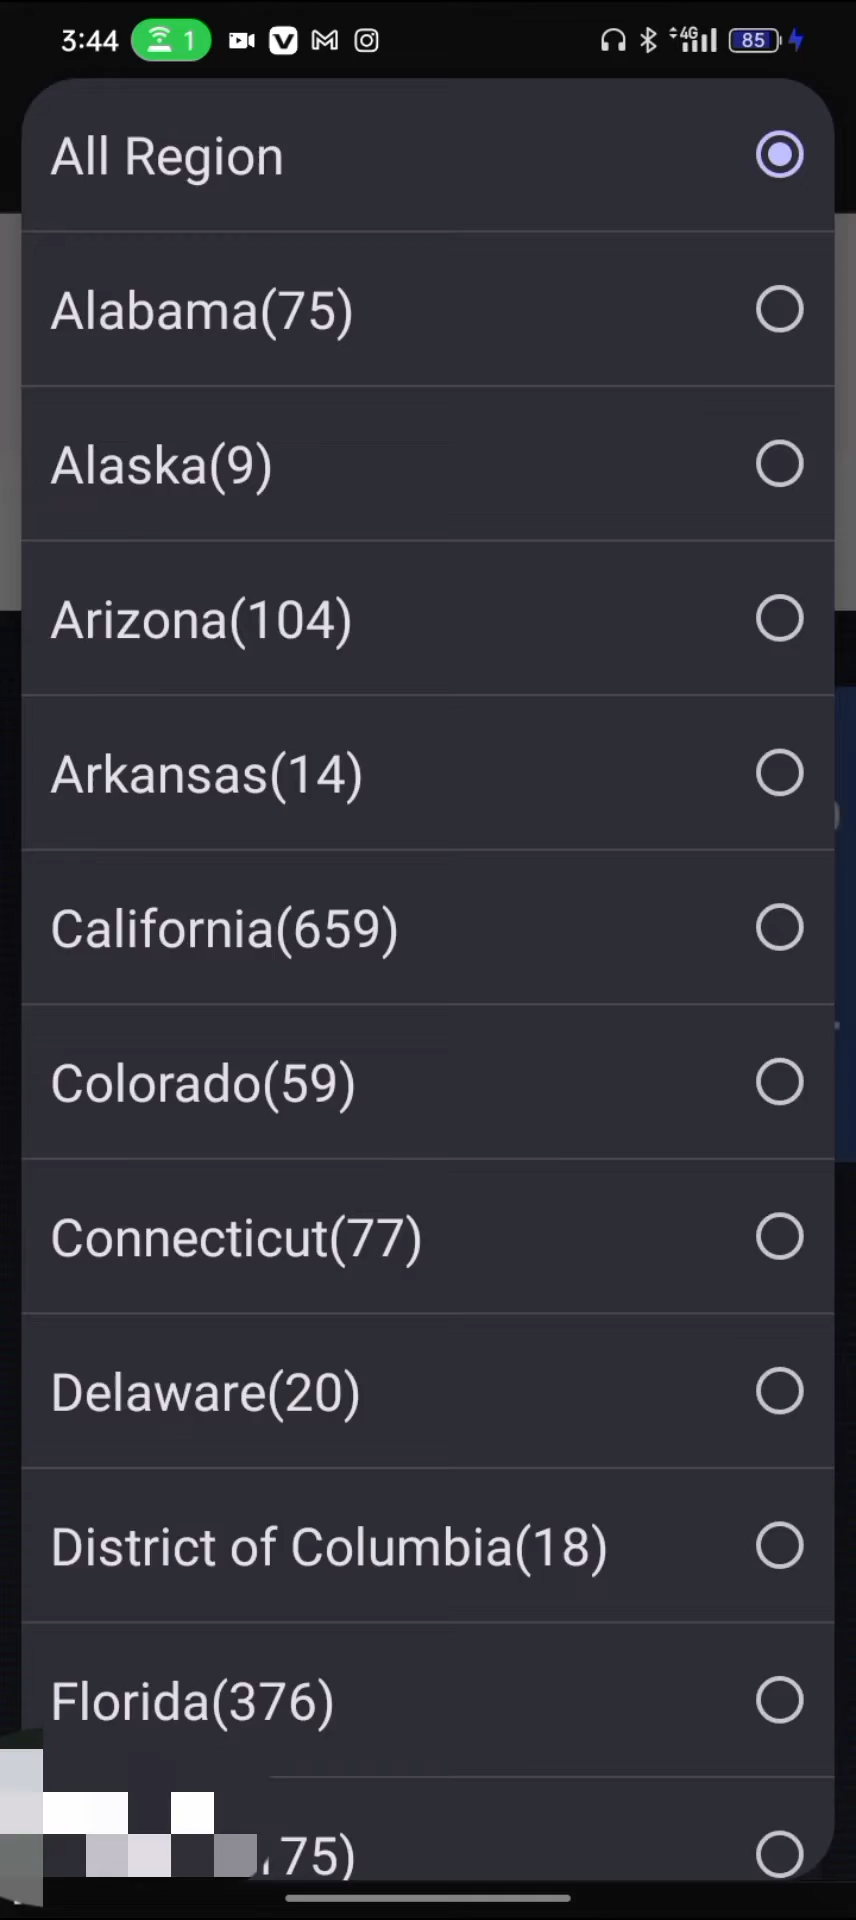 3:44
1
4G
85
All Region
Alabama(75)
Alaska(9)
Arizona(104)
Arkansas(14)
California(659)
Colorado(59)
Connecticut(77)
Delaware(20)
District of Columbia(18)
Florida(376)
75)